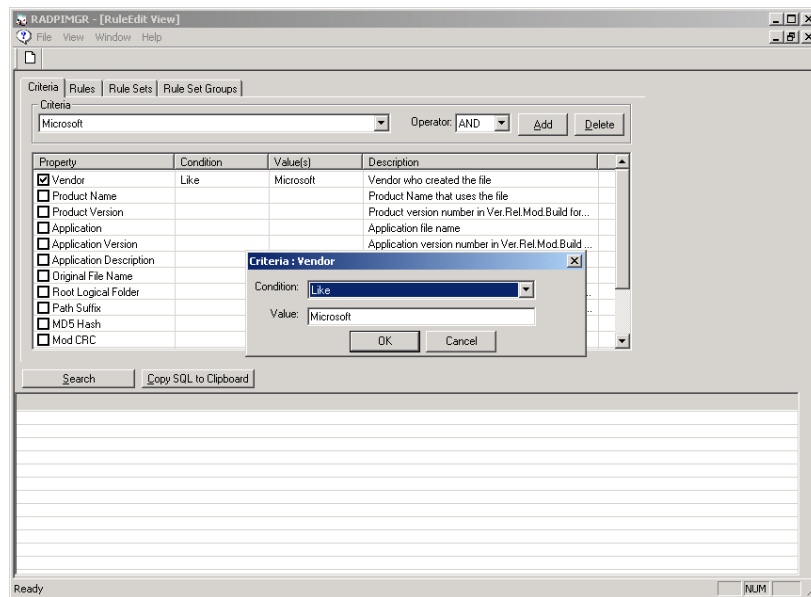 RADPIMGR - [RuleEdit View]
File View Window Help
Criteria Rules Rule Sets Rule Set Groups
Criteria
Microsoft Operator: AND Add Delete
Property Condition Value(s) Description
Vendor Like Microsoft Vendor who created the file
Product Name Product Name that uses the file
Product Version Product version number in Ver.Rel.Mod.Build for...
Application Application file name
Application Version Application version number in Ver.Rel.Mod.Build ...
Application Description
Original File Name
Root Logical Folder
Path Suffix
MD5 Hash
Mod CRC
Criteria : Vendor
Condition: Like
Value: Microsoft
OK Cancel
Search Copy SQL to Clipboard
Ready NUM